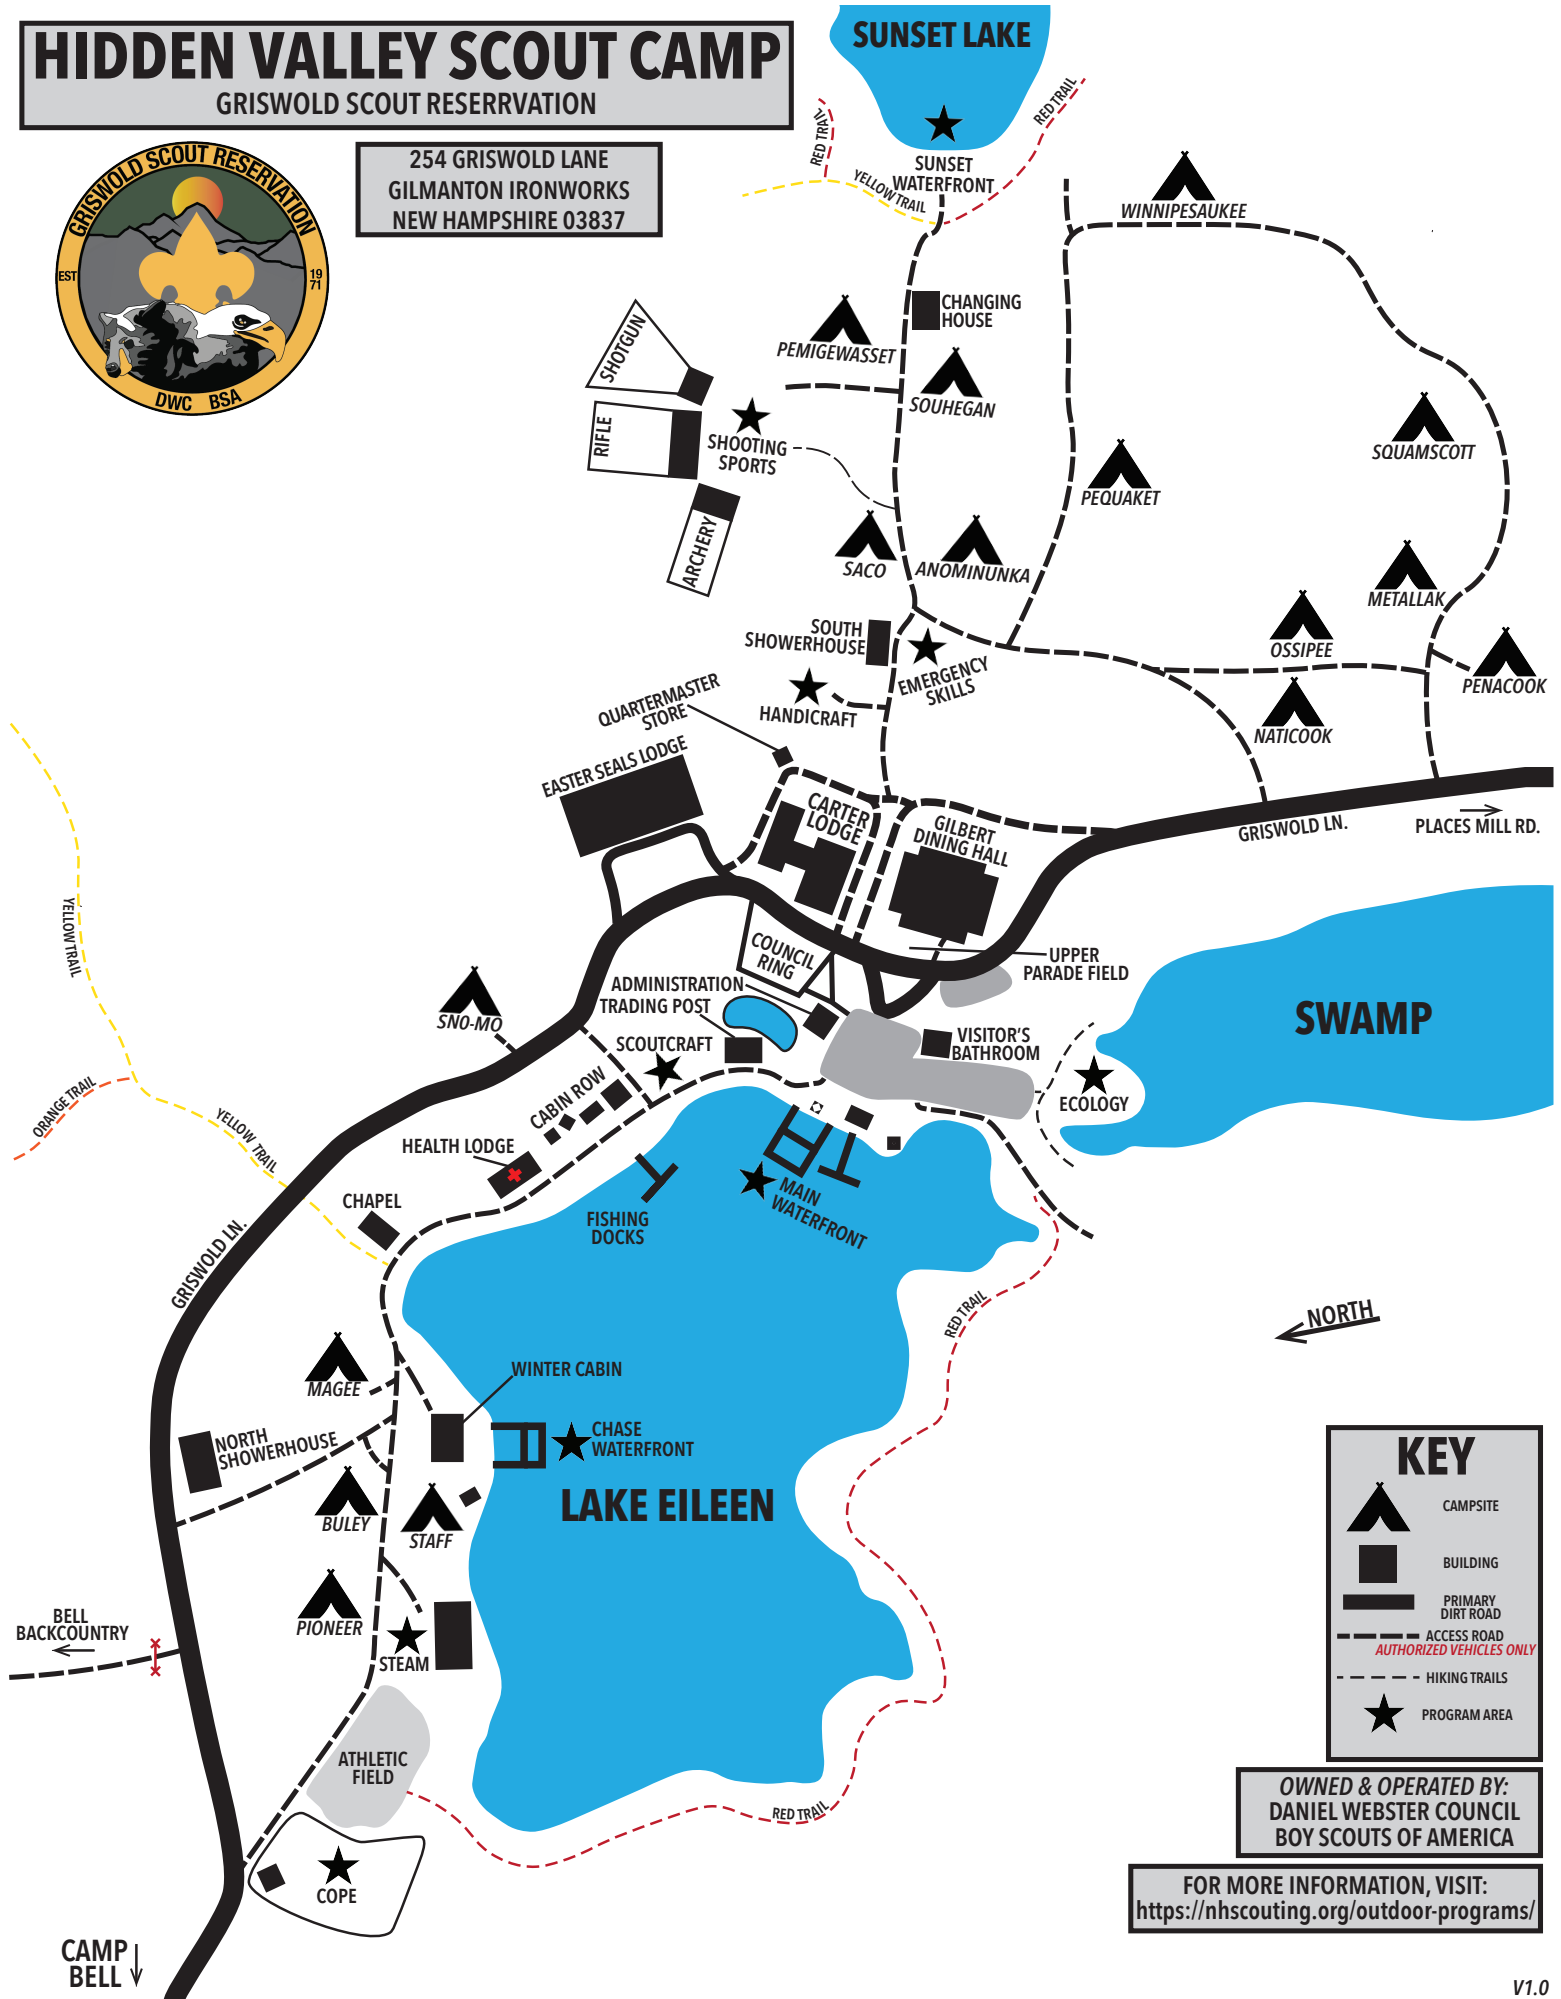 HIDDEN VALLEY SCOUT CAMP
GRISWOLD SCOUT RESERRVATION
254 GRISWOLD LANE
GILMANTON IRONWORKS
NEW HAMPSHIRE 03837
GRISWOLD SCOUT RESERVATION
EST
19
71
DWC BSA
SUNSET LAKE
RED TRAIL
RED TRAIL
SUNSET
WATERFRONT
YELLOW TRAIL
WINNIPESAUKEE
CHANGING
HOUSE
PEMIGEWASSET
SOUHEGAN
SHOTGUN
RIFLE
SHOOTING
SPORTS
ARCHERY
SQUAMSCOTT
PEQUAKET
SACO
ANOMINUNKA
METALLAK
OSSIPEE
PENACOOK
NATICOOK
SOUTH
SHOWERHOUSE
EMERGENCY
SKILLS
HANDICRAFT
QUARTERMASTER
STORE
EASTER SEALS LODGE
CARTER
LODGE
GILBERT
DINING HALL
GRISWOLD LN.
PLACES MILL RD.
YELLOW TRAIL
COUNCIL
RING
UPPER
PARADE FIELD
ADMINISTRATION
TRADING POST
SNO-MO
SCOUTCRAFT
VISITOR'S
BATHROOM
SWAMP
ECOLOGY
ORANGE TRAIL
YELLOW TRAIL
CABIN ROW
HEALTH LODGE
CHAPEL
FISHING
DOCKS
MAIN
WATERFRONT
GRISWOLD LN.
RED TRAIL
NORTH
MAGEE
WINTER CABIN
NORTH
SHOWERHOUSE
CHASE
WATERFRONT
LAKE EILEEN
BULEY
STAFF
PIONEER
STEAM
BELL
BACKCOUNTRY
ATHLETIC
FIELD
RED TRAIL
COPE
CAMP
BELL
KEY
CAMPSITE
BUILDING
PRIMARY
DIRT ROAD
ACCESS ROAD
AUTHORIZED VEHICLES ONLY
HIKING TRAILS
PROGRAM AREA
OWNED & OPERATED BY:
DANIEL WEBSTER COUNCIL
BOY SCOUTS OF AMERICA
FOR MORE INFORMATION, VISIT:
https://nhscouting.org/outdoor-programs/
V1.0